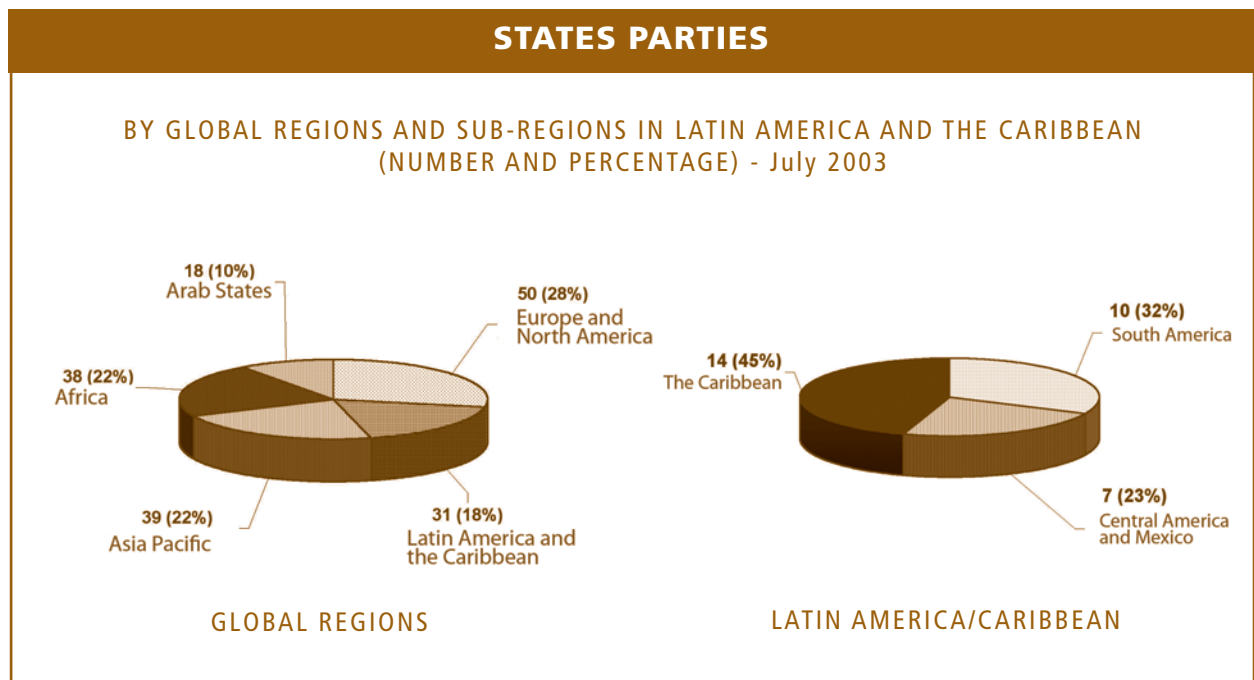 STATES PARTIES
BY GLOBAL REGIONS AND SUB-REGIONS IN LATIN AMERICA AND THE CARIBBEAN
(NUMBER AND PERCENTAGE) - July 2003
18 (10%)
Arab States
50 (28%)
Europe and
North America
38 (22%)
Africa
39 (22%)
Asia Pacific
31 (18%)
Latin America and
the Caribbean
GLOBAL REGIONS
10 (32%)
South America
14 (45%)
The Caribbean
7 (23%)
Central America
and Mexico
LATIN AMERICA/CARIBBEAN